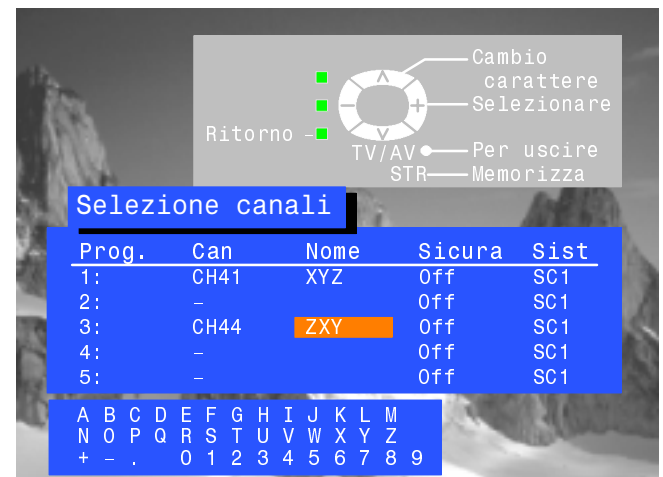 Cambio
carattere
Selezionare
Ritorno
TV/AV Per uscire
STR Memorizza
Selezione canali
Prog. Can Nome Sicura Sist
1: CH41 XYZ Off SC1
2: – Off SC1
3: CH44 ZXY Off SC1
4: – Off SC1
5: – Off SC1
A B C D E F G H I J K L M
N O P Q R S T U V W X Y Z
+ – . 0 1 2 3 4 5 6 7 8 9